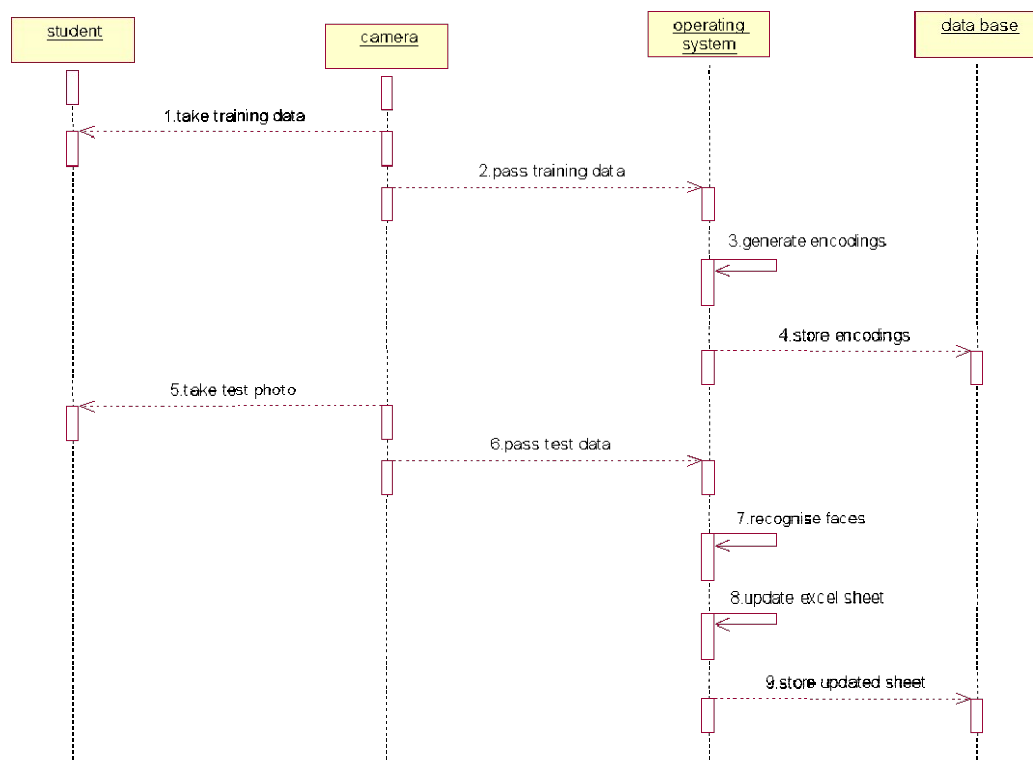 student
camera
operating
system
data base
1.take training data
2.pass training data
3.generate encodings
4.store encodings
5.take test photo
6.pass test data
7.recognise faces
8.update excel sheet
9.store updated sheet